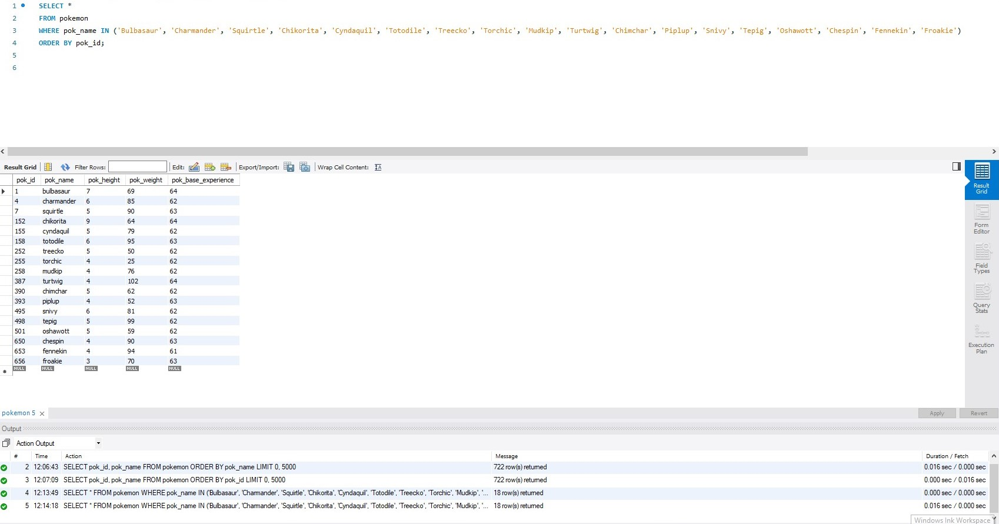 1 SELECT *
2 FROM pokemon
3 WHERE pok_name IN ('Bulbasaur', 'Charmander', 'Squirtle', 'Chikorita', 'Cyndaquil', 'Totodile', 'Treecko', 'Torchic', 'Mudkip', 'Turtwig', 'Chimchar', 'Piplup', 'Snivy', 'Tepig', 'Oshawott', 'Chespin', 'Fennekin', 'Froakie')
4 ORDER BY pok_id;
5
6
Result Grid Filter Rows: Edit: Export/Import: Wrap Cell Content: IA
pok_id pok_name pok_height pok_weight pok_base_experience
1 bulbasaur 7 69 64
4 charmander 6 85 62
7 squirtle 5 90 63
152 chikorita 9 64 64
155 cyndaquil 5 79 62
158 totodile 6 95 63
252 treecko 5 50 62
255 torchic 4 25 62
258 mudkip 4 76 62
387 turtwig 4 102 64
390 chimchar 5 62 62
393 piplup 4 52 63
495 snivy 6 81 62
498 tepig 5 99 62
501 oshawott 5 59 62
650 chespin 4 90 63
653 fennekin 4 94 61
656 froakie 3 70 63
NULL NULL NULL NULL NULL
Result
Grid
Form
Editor
Field
Types
Query
Stats
Execution
Plan
pokemon 5 Apply Revert
Output
Action Output
# Time Action Message Duration / Fetch
2 12:06:43 SELECT pok_id, pok_name FROM pokemon ORDER BY pok_name LIMIT 0, 5000 722 row(s) returned 0.016 sec / 0.000 sec
3 12:07:09 SELECT pok_id, pok_name FROM pokemon ORDER BY pok_id LIMIT 0, 5000 722 row(s) returned 0.000 sec / 0.016 sec
4 12:13:49 SELECT * FROM pokemon WHERE pok_name IN ('Bulbasaur', 'Charmander', 'Squirtle', 'Chikorita', 'Cyndaquil', 'Totodile', 'Treecko', 'Torchic', 'Mudkip', '... 18 row(s) returned 0.000 sec / 0.000 sec
5 12:14:18 SELECT * FROM pokemon WHERE pok_name IN ('Bulbasaur', 'Charmander', 'Squirtle', 'Chikorita', 'Cyndaquil', 'Totodile', 'Treecko', 'Torchic', 'Mudkip', '... 18 row(s) returned 0.016 sec / 0.000 sec
Windows Ink Workspace